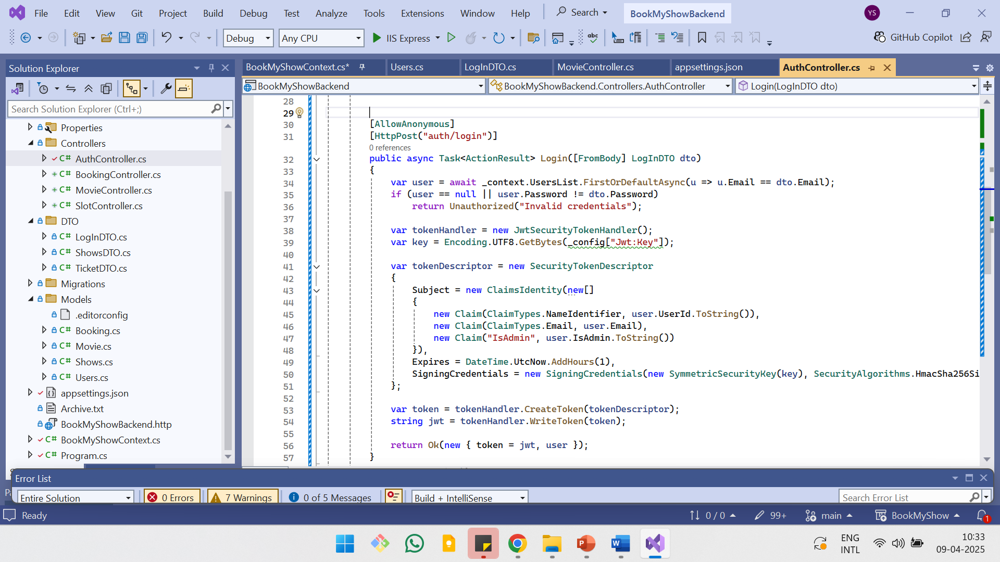 File Edit View Git Project Build Debug Test Analyze Tools Extensions Window Help Search BookMyShowBackend YS
Debug Any CPU IIS Express abc GitHub Copilot
Solution Explorer
Search Solution Explorer (Ctrl+;)
Properties
Controllers
C# AuthController.cs
C# BookingController.cs
C# MovieController.cs
C# SlotController.cs
DTO
C# LogInDTO.cs
C# ShowsDTO.cs
C# TicketDTO.cs
Migrations
Models
.editorconfig
C# Booking.cs
C# Movie.cs
C# Shows.cs
C# Users.cs
appsettings.json
Archive.txt
BookMyShowBackend.http
C# BookMyShowContext.cs
C# Program.cs
BookMyShowContext.cs* Users.cs LogInDTO.cs MovieController.cs appsettings.json AuthController.cs
BookMyShowBackend BookMyShowBackend.Controllers.AuthController Login(LogInDTO dto)
28
29
30 [AllowAnonymous]
31 [HttpPost("auth/login")]
0 references
32 public async Task<ActionResult> Login([FromBody] LogInDTO dto)
33 {
34 var user = await _context.UsersList.FirstOrDefaultAsync(u => u.Email == dto.Email);
35 if (user == null || user.Password != dto.Password)
36 return Unauthorized("Invalid credentials");
37
38 var tokenHandler = new JwtSecurityTokenHandler();
39 var key = Encoding.UTF8.GetBytes(_config["Jwt:Key"]);
40
41 var tokenDescriptor = new SecurityTokenDescriptor
42 {
43 Subject = new ClaimsIdentity(new[]
44 {
45 new Claim(ClaimTypes.NameIdentifier, user.UserId.ToString()),
46 new Claim(ClaimTypes.Email, user.Email),
47 new Claim("IsAdmin", user.IsAdmin.ToString())
48 }),
49 Expires = DateTime.UtcNow.AddHours(1),
50 SigningCredentials = new SigningCredentials(new SymmetricSecurityKey(key), SecurityAlgorithms.HmacSha256Si
51 };
52
53 var token = tokenHandler.CreateToken(tokenDescriptor);
54 string jwt = tokenHandler.WriteToken(token);
55
56 return Ok(new { token = jwt, user });
57 }
Error List
Entire Solution 0 Errors 7 Warnings 0 of 5 Messages Build + IntelliSense Search Error List
Ready 0 / 0 99+ main BookMyShow 1
ENG
INTL
10:33
09-04-2025